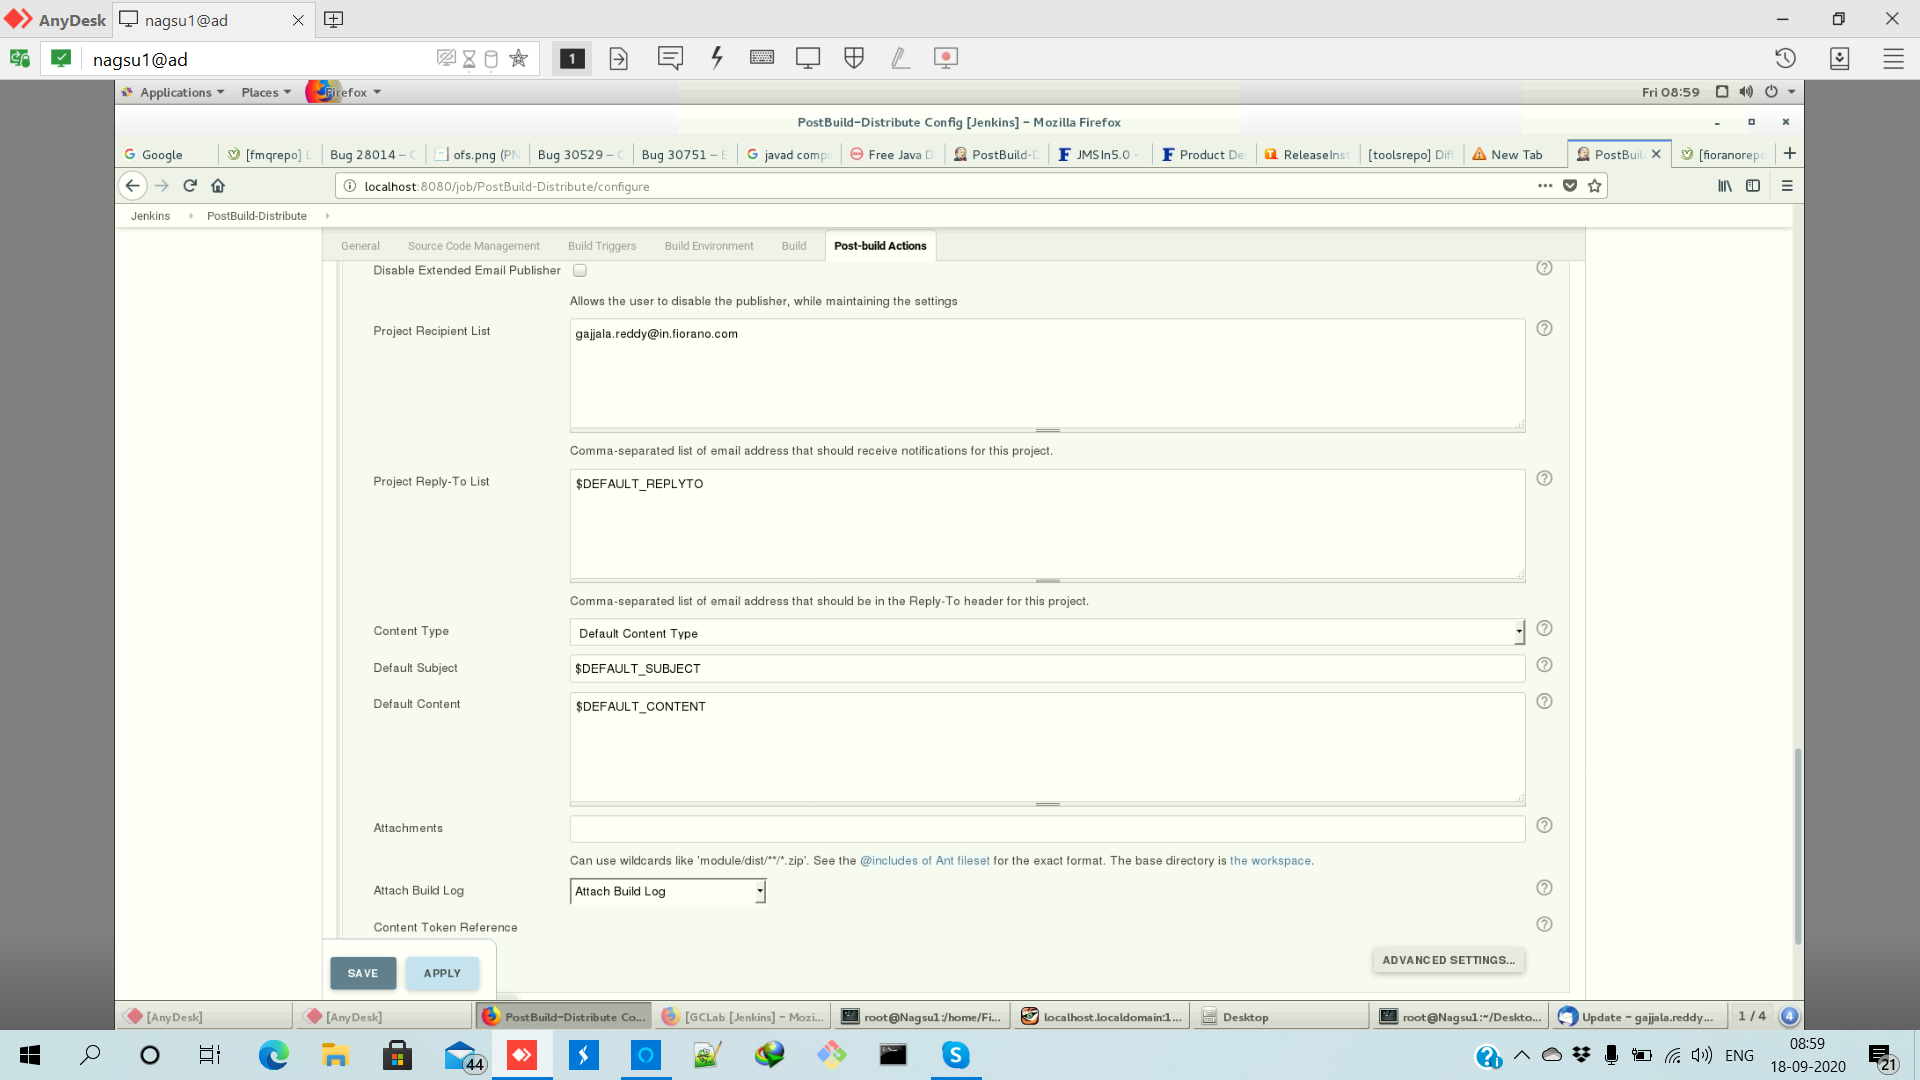 AnyDesk nagsu1@ad
nagsu1@ad 1
Applications Places Firefox Fri 08:59
PostBuild-Distribute Config [Jenkins] - Mozilla Firefox
Google [fmqrepo] Bug 28014 - ofs.png (PN Bug 30529 - Bug 30751 - javad comp Free Java D PostBuild-D JMSIn5.0 - Product De ReleaseInst [toolsrepo] Dif New Tab PostBuil [fioranorepo
localhost:8080/job/PostBuild-Distribute/configure
Jenkins PostBuild-Distribute
General Source Code Management Build Triggers Build Environment Build Post-build Actions
Disable Extended Email Publisher
Allows the user to disable the publisher, while maintaining the settings
Project Recipient List
gajjala.reddy@in.fiorano.com
Comma-separated list of email address that should receive notifications for this project.
Project Reply-To List
$DEFAULT_REPLYTO
Comma-separated list of email address that should be in the Reply-To header for this project.
Content Type Default Content Type
Default Subject $DEFAULT_SUBJECT
Default Content $DEFAULT_CONTENT
Attachments
Can use wildcards like 'module/dist/**/*.zip'. See the @includes of Ant fileset for the exact format. The base directory is the workspace.
Attach Build Log Attach Build Log
Content Token Reference
ADVANCED SETTINGS...
SAVE APPLY
[AnyDesk] [AnyDesk] PostBuild-Distribute Co... [GCLab [Jenkins] - Mozi... root@Nagsu1:/home/Fi... localhost.localdomain:1... Desktop root@Nagsu1:~/Deskto... Update - gajjala.reddy... 1 / 4 4
44 ENG 08:59
18-09-2020 21